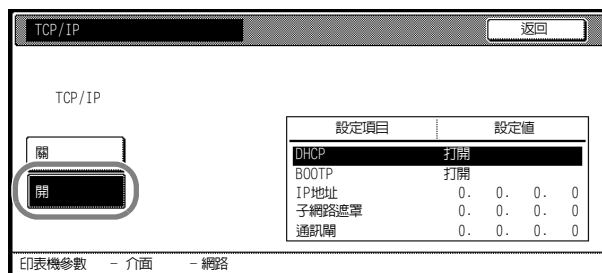 TCP/IP 返回
TCP/IP
關
開
設定項目 設定值
DHCP 打開
BOOTP 打開
IP地址 0. 0. 0. 0
子網路遮罩 0. 0. 0. 0
通訊閘 0. 0. 0. 0
印表機參數 - 介面 - 網路